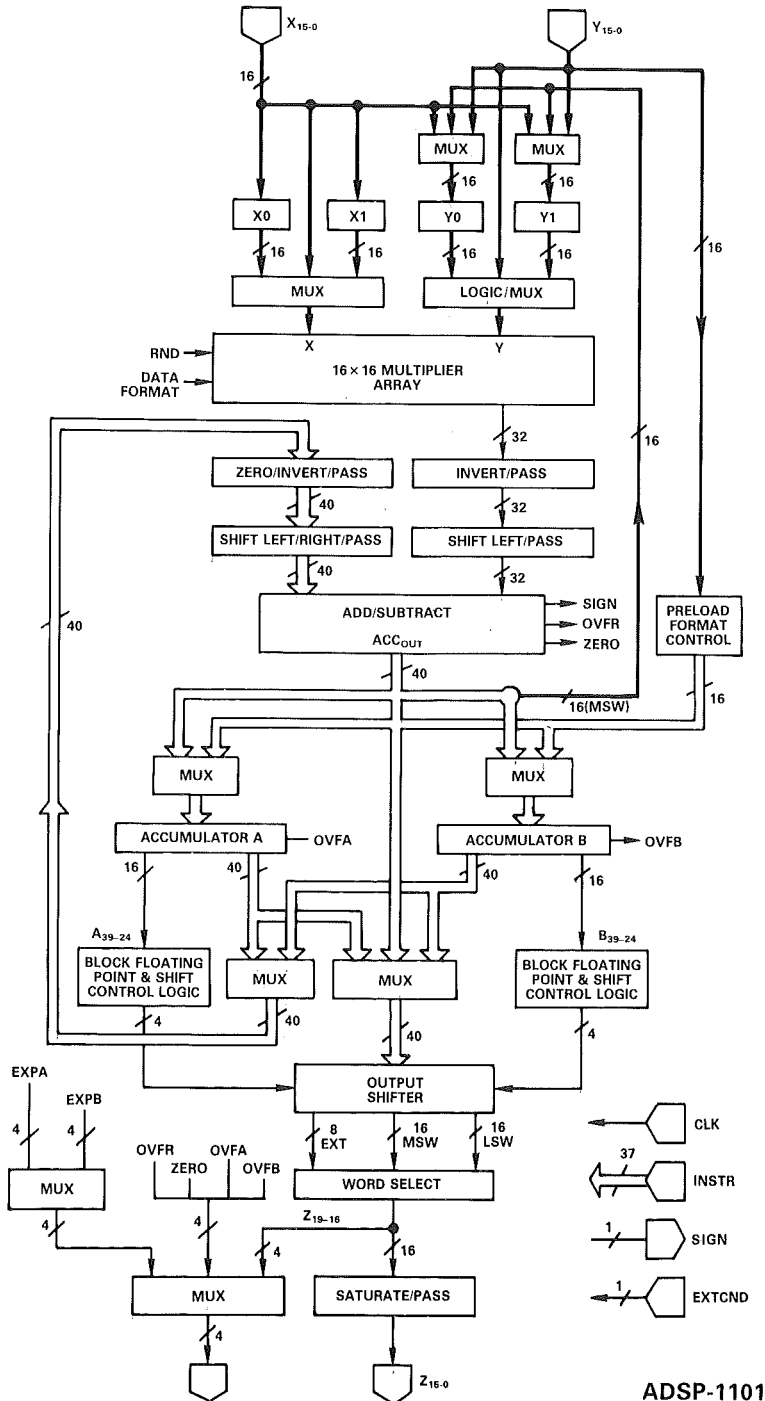 X15-0
Y15-0
16
MUX
MUX
16
16
X0
X1
Y0
Y1
16
16
16
16
16
MUX
LOGIC/MUX
X
Y
RND
16 × 16 MULTIPLIER
ARRAY
DATA
FORMAT
32
16
ZERO/INVERT/PASS
INVERT/PASS
40
32
SHIFT LEFT/RIGHT/PASS
SHIFT LEFT/PASS
40
32
40
ADD/SUBTRACT
ACCOUT
SIGN
OVFR
ZERO
PRELOAD
FORMAT
CONTROL
40
16(MSW)
16
MUX
MUX
ACCUMULATOR A
OVFA
ACCUMULATOR B
OVFB
16
40
40
16
A39–24
B39–24
BLOCK FLOATING
POINT & SHIFT
CONTROL LOGIC
MUX
MUX
BLOCK FLOATING
POINT & SHIFT
CONTROL LOGIC
4
40
40
4
EXPA
EXPB
OUTPUT
SHIFTER
4
4
8
EXT
16
MSW
16
LSW
CLK
OVFR
ZERO
OVFA
OVFB
MUX
WORD SELECT
37
INSTR
4
4
Z19–16
4
16
1
SIGN
MUX
SATURATE/PASS
1
EXTCND
4
Z15-0
ADSP-1101